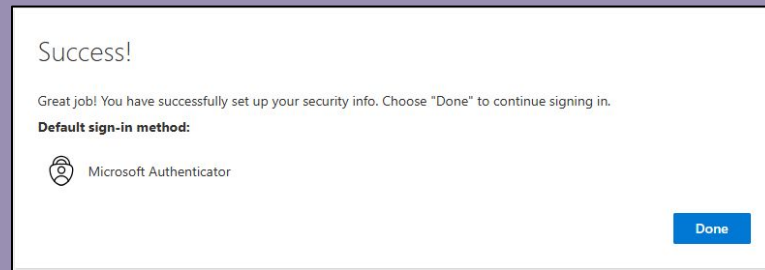 Success!
Great job! You have successfully set up your security info. Choose "Done" to continue signing in.
Default sign-in method:
Microsoft Authenticator
Done